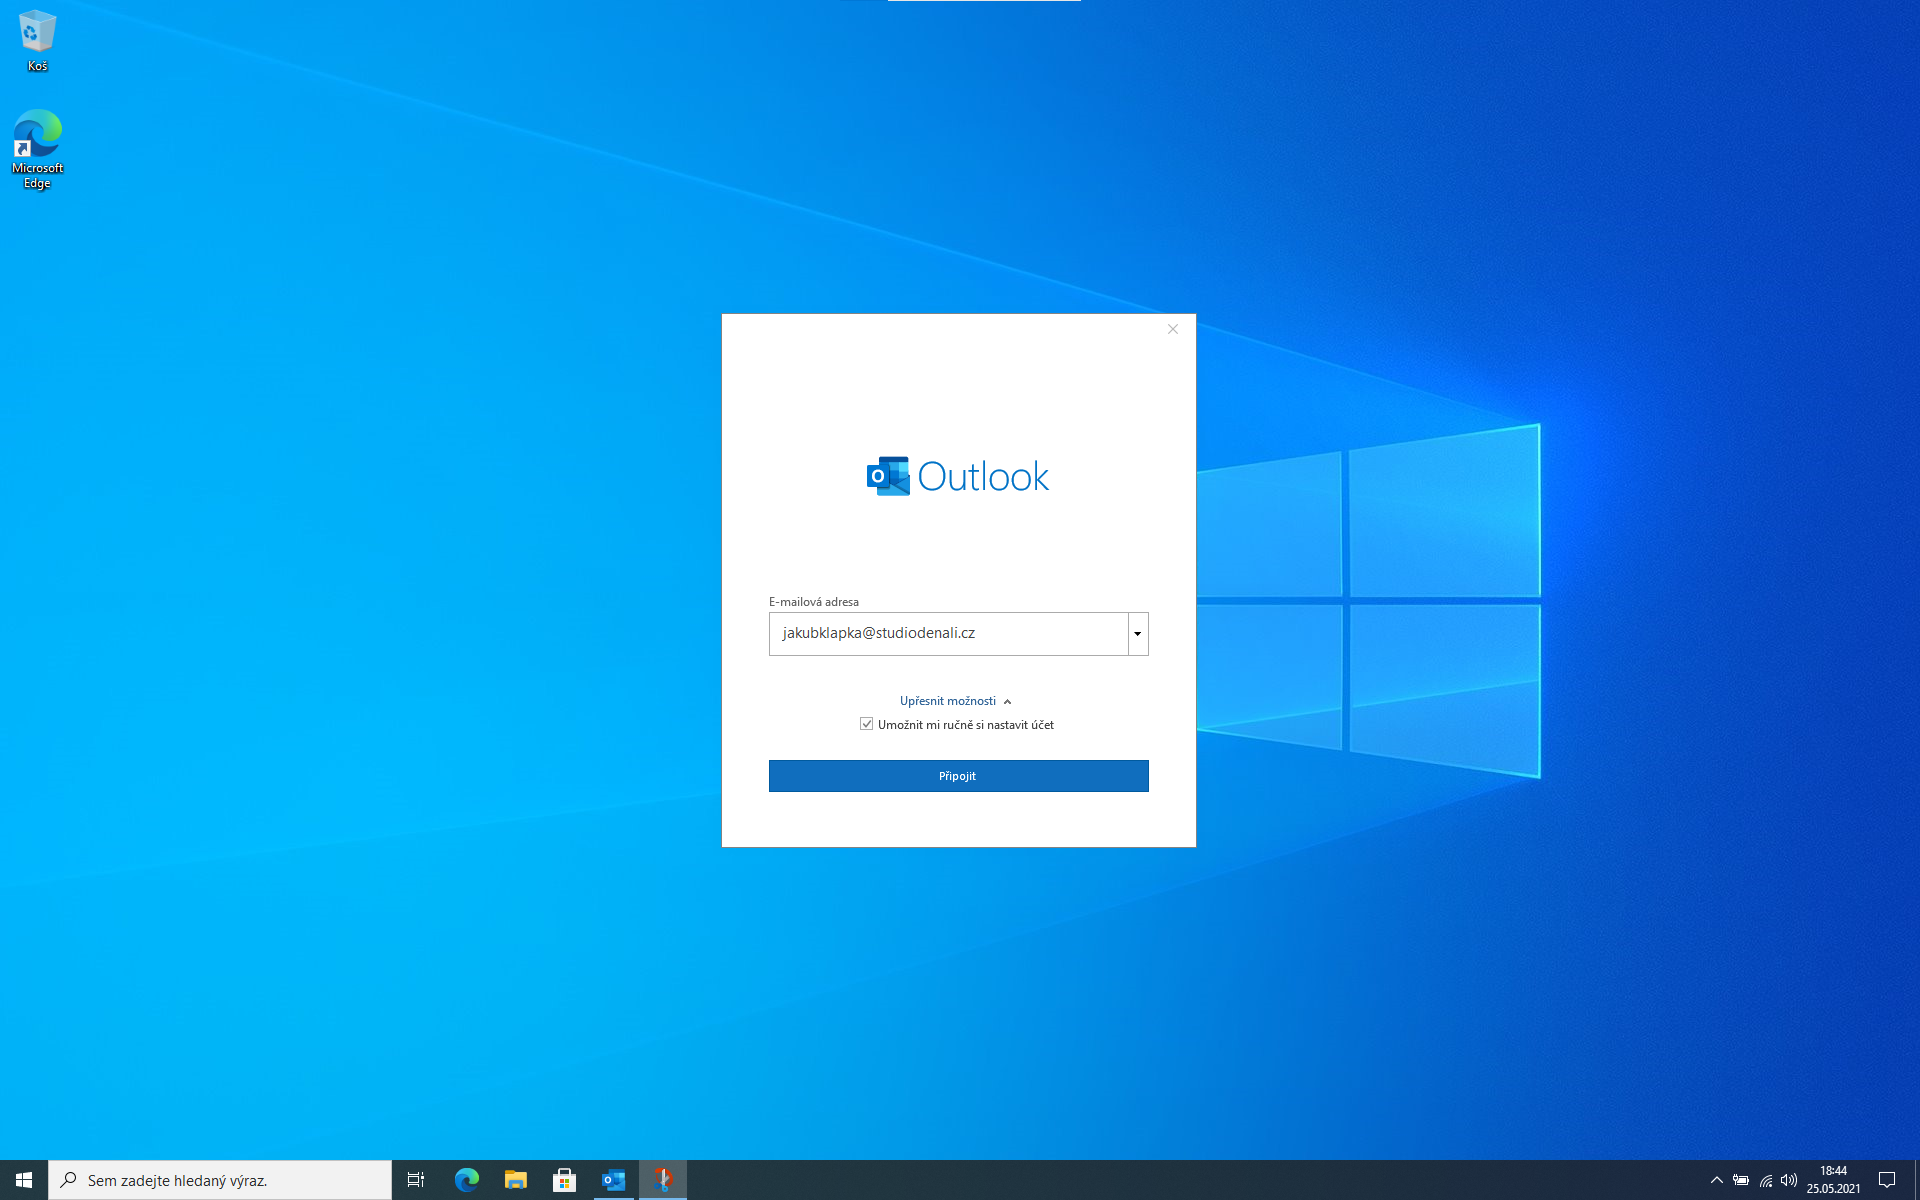 Koš
Microsoft
Edge
Outlook
E-mailová adresa
jakubklapka@studiodenali.cz
Upřesnit možnosti
Umožnit mi ručně si nastavit účet
Připojit
Sem zadejte hledaný výraz.
18:44
25.05.2021